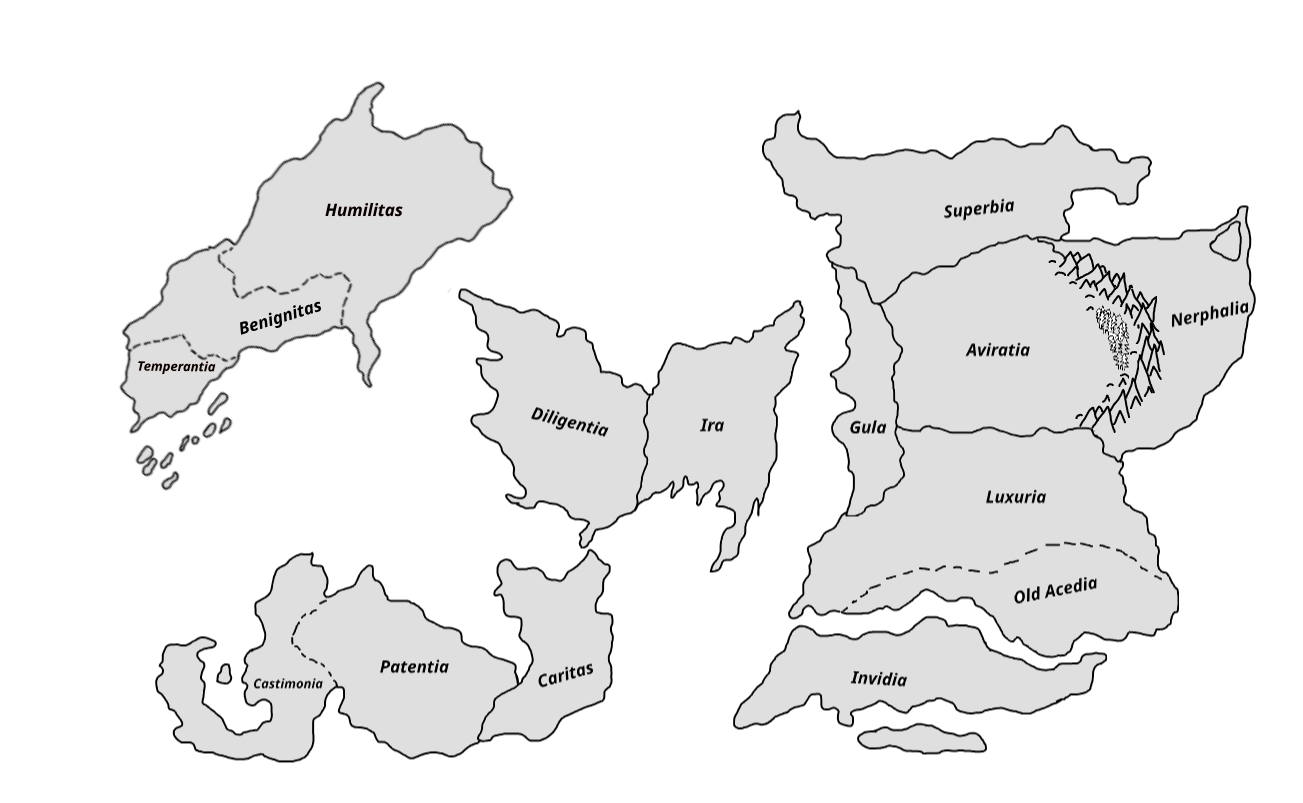 Humilitas
Superbia
Benignitas
Nerphalia
Temperantia
Aviratia
Diligentia
Ira
Gula
Luxuria
Old Acedia
Patentia
Caritas
Castimonia
Invidia